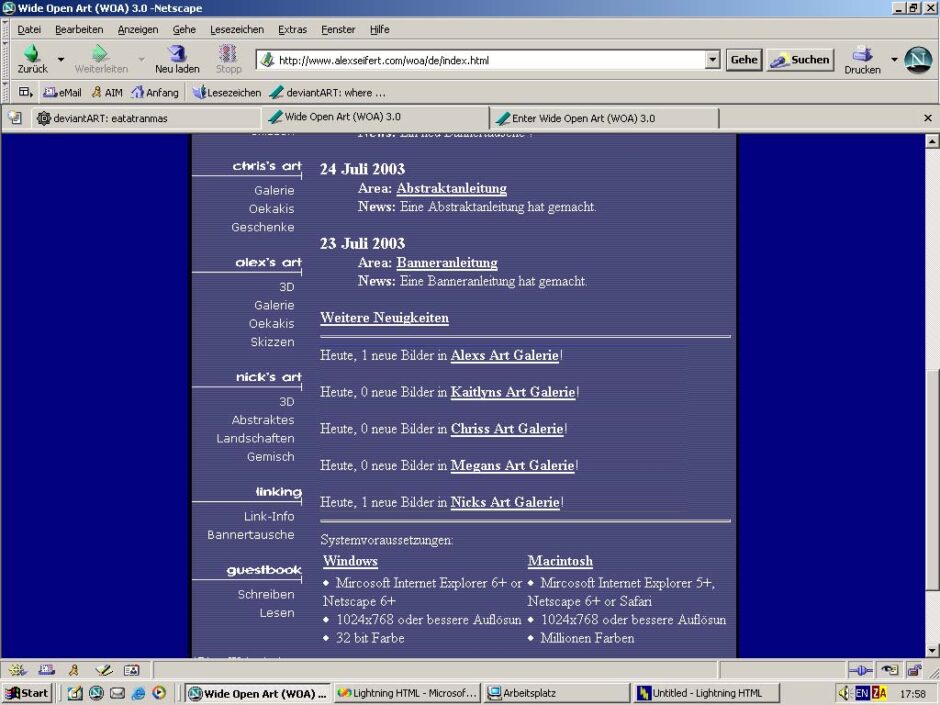 Wide Open Art (WOA) 3.0 -Netscape
Datei Bearbeiten Anzeigen Gehe Lesezeichen Extras Fenster Hilfe
Zurück Weiterleiten Neu laden Stopp http://www.alexseifert.com/woa/de/index.html Gehe Suchen Drucken N
eMail AIM Anfang Lesezeichen deviantART: where ...
deviantART: eatatranmas Wide Open Art (WOA) 3.0 Enter Wide Open Art (WOA) 3.0
chris's art
Galerie
Oekakis
Geschenke
alex's art
3D
Galerie
Oekakis
Skizzen
nick's art
3D
Abstraktes
Landschaften
Gemisch
linking
Link-Info
Bannertausche
guestbook
Schreiben
Lesen
24 Juli 2003
Area: Abstraktanleitung
News: Eine Abstraktanleitung hat gemacht.
23 Juli 2003
Area: Banneranleitung
News: Eine Banneranleitung hat gemacht.
Weitere Neuigkeiten
Heute, 1 neue Bilder in Alexs Art Galerie!
Heute, 0 neue Bilder in Kaitlyns Art Galerie!
Heute, 0 neue Bilder in Chriss Art Galerie!
Heute, 0 neue Bilder in Megans Art Galerie!
Heute, 1 neue Bilder in Nicks Art Galerie!
Systemvoraussetzungen:
Windows
• Mircosoft Internet Explorer 6+ or
Netscape 6+
• 1024x768 oder bessere Auflösun
• 32 bit Farbe
Macintosh
• Mircosoft Internet Explorer 5+,
Netscape 6+ or Safari
• 1024x768 oder bessere Auflösun
• Millionen Farben
Start Wide Open Art (WOA) ... Lightning HTML - Microsof... Arbeitsplatz Untitled - Lightning HTML EN ZA 17:58